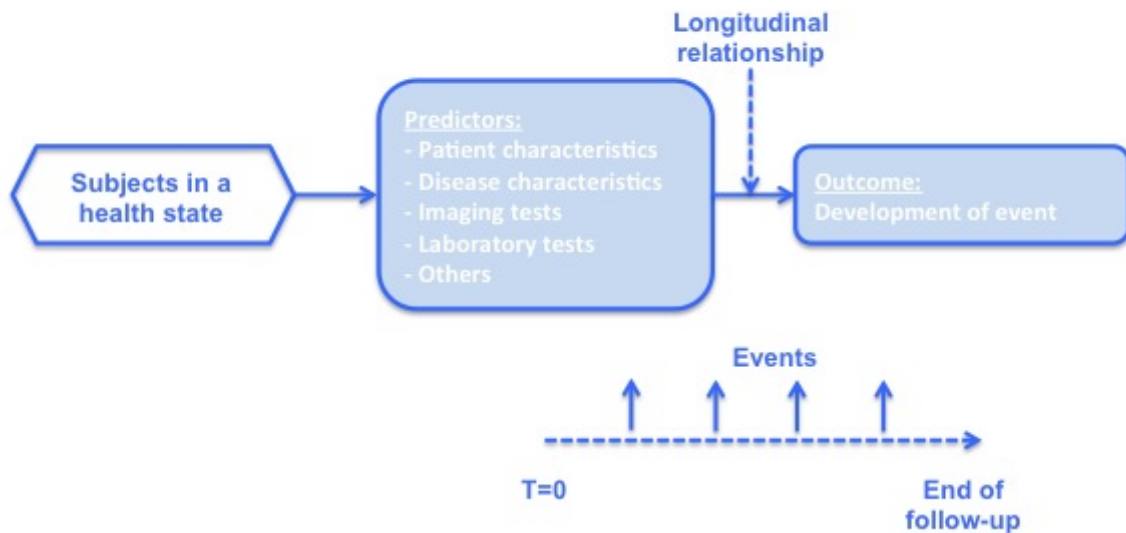 Longitudinal
relationship
Subjects in a
health state
Predictors:
- Patient characteristics
- Disease characteristics
- Imaging tests
- Laboratory tests
- Others
Outcome:
Development of event
Events
T=0
End of
follow-up